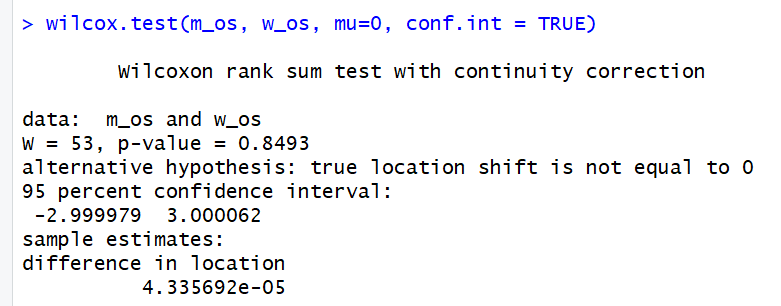 > wilcox.test(m_os, w_os, mu=0, conf.int = TRUE)
Wilcoxon rank sum test with continuity correction
data:  m_os and w_os
W = 53, p-value = 0.8493
alternative hypothesis: true location shift is not equal to 0
95 percent confidence interval:
-2.999979  3.000062
sample estimates:
difference in location
4.335692e-05